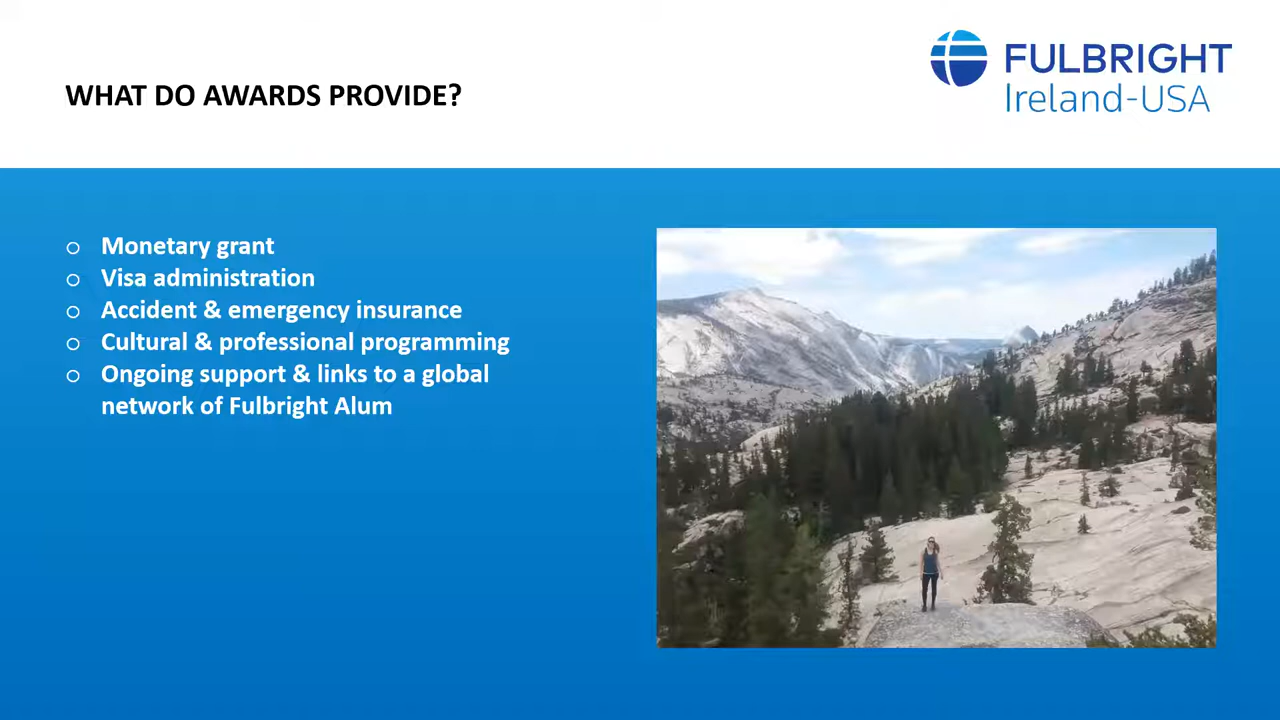 WHAT DO AWARDS PROVIDE?
FULBRIGHT
Ireland-USA
○ Monetary grant
○ Visa administration
○ Accident & emergency insurance
○ Cultural & professional programming
○ Ongoing support & links to a global
network of Fulbright Alum